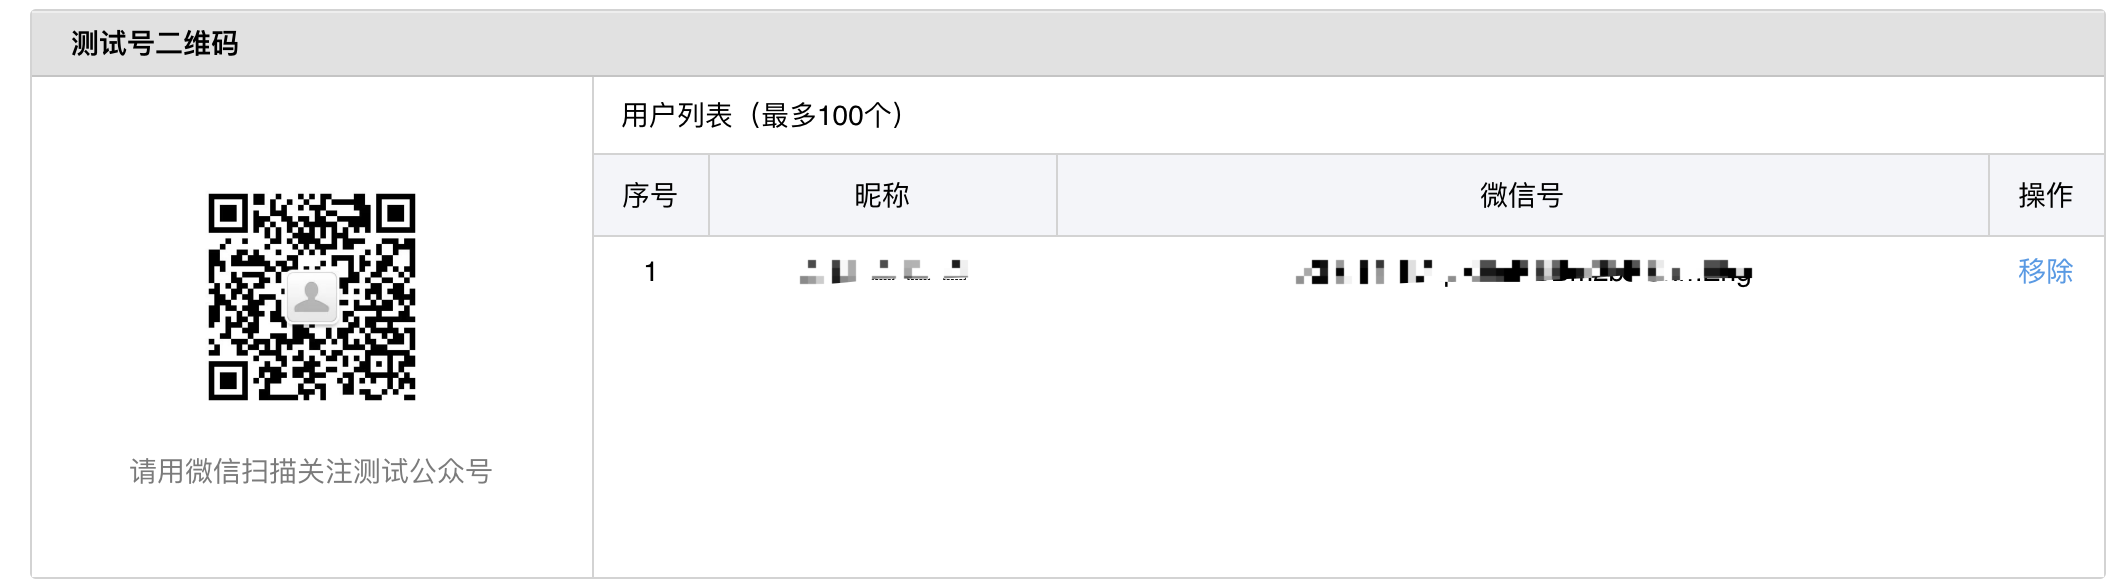 测试号二维码
用户列表（最多100个）
序号 昵称 微信号 操作
1 移除
请用微信扫描关注测试公众号